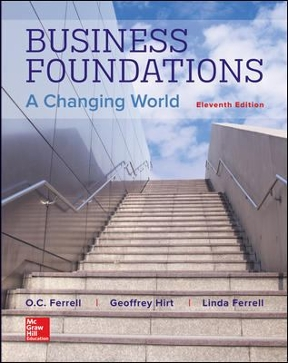 BUSINESS
FOUNDATIONS
A Changing World Eleventh Edition
O.C. Ferrell | Geoffrey Hirt | Linda Ferrell
Mc
Graw
Hill
Education